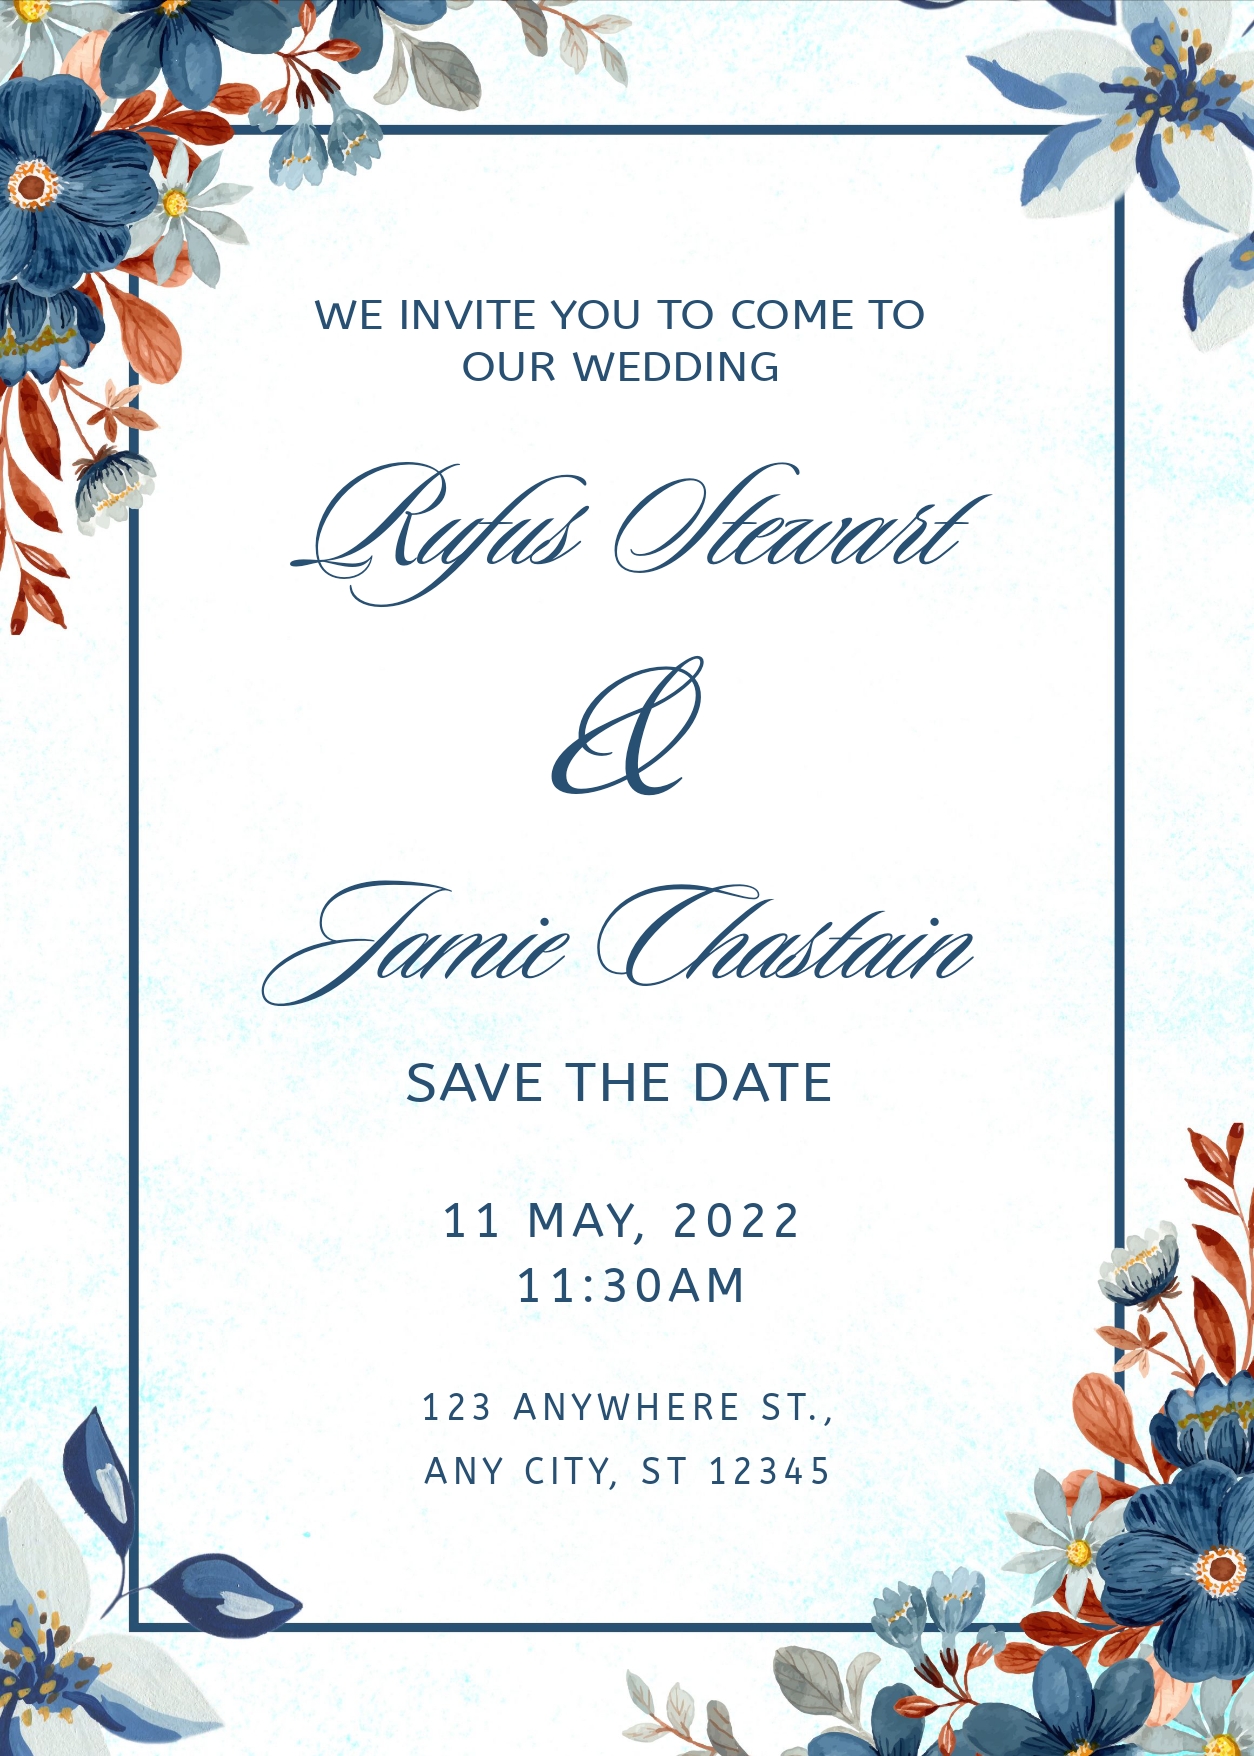 WE INVITE YOU TO COME TO
OUR WEDDING
Rufus Stewart
&
Jamie Chastain
SAVE THE DATE
11 MAY, 2022
11:30AM
123 ANYWHERE ST.,
ANY CITY, ST 12345